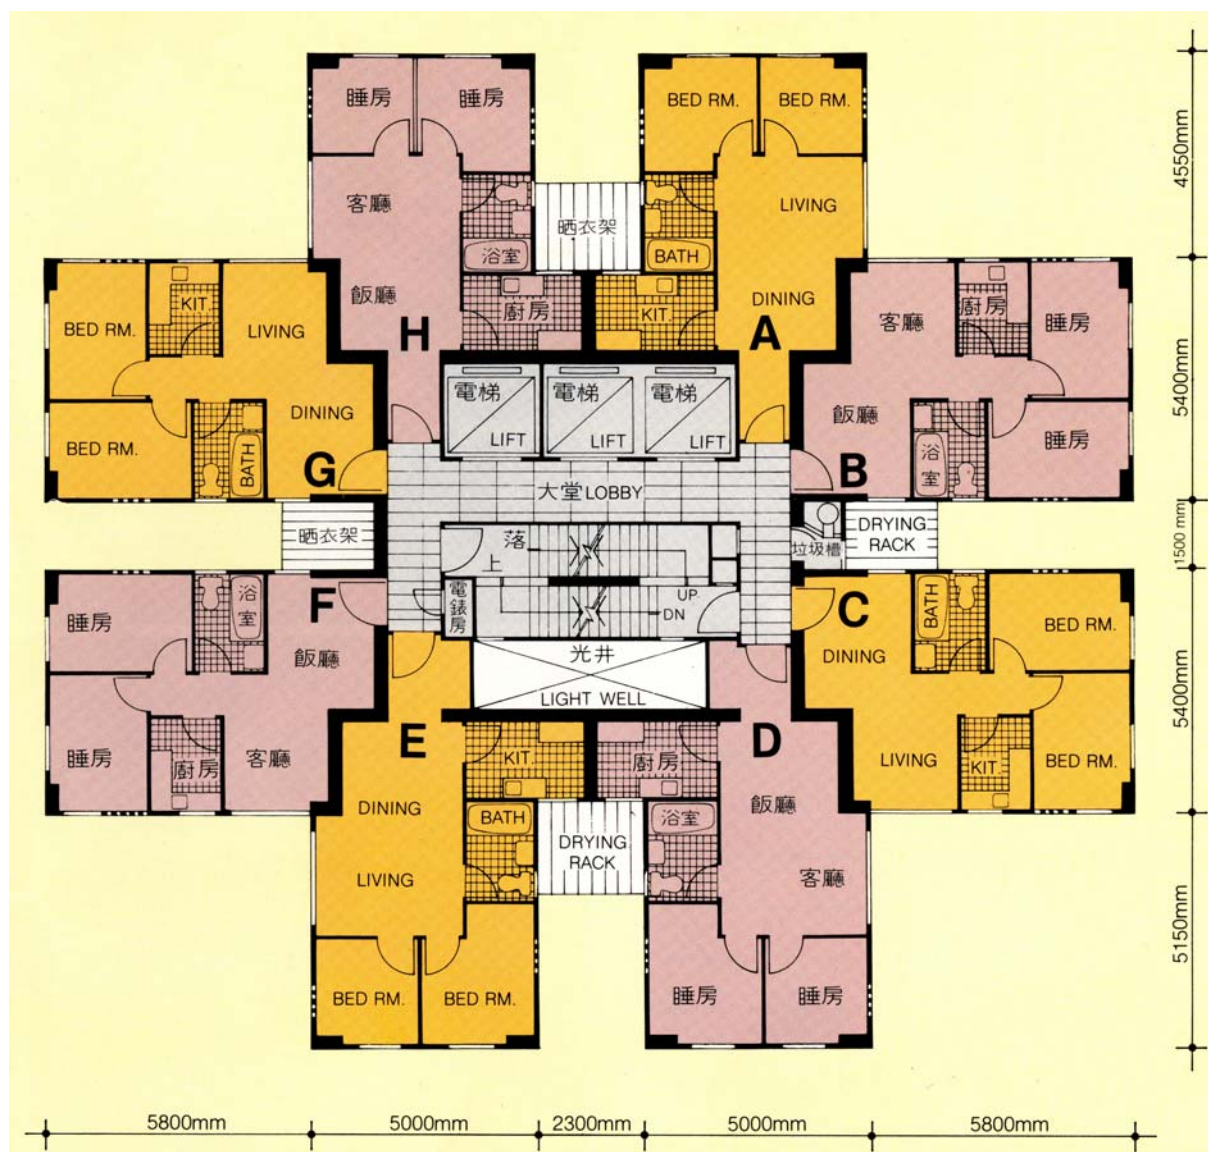 睡房
睡房
BED RM.
BED RM.
4550mm
客廳
LIVING
晒衣架
浴室
BATH
飯廳
廚房
KIT.
DINING
H
A
KIT.
BED RM.
LIVING
客廳
廚房
睡房
電梯
電梯
電梯
LIFT
LIFT
LIFT
5400mm
DINING
飯廳
BED RM.
BATH
G
B
浴室
睡房
大堂 LOBBY
1500 mm
晒衣架
落
上
垃圾槽
DRYING
RACK
UP
DN
電錶房
睡房
浴室
F
飯廳
C
BATH
BED RM.
DINING
光井
LIGHT WELL
5400mm
睡房
廚房
客廳
E
D
KIT.
廚房
LIVING
KIT.
BED RM.
DINING
BATH
DRYING
RACK
浴室
飯廳
LIVING
客廳
5150mm
BED RM.
BED RM.
睡房
睡房
5800mm
5000mm
2300mm
5000mm
5800mm